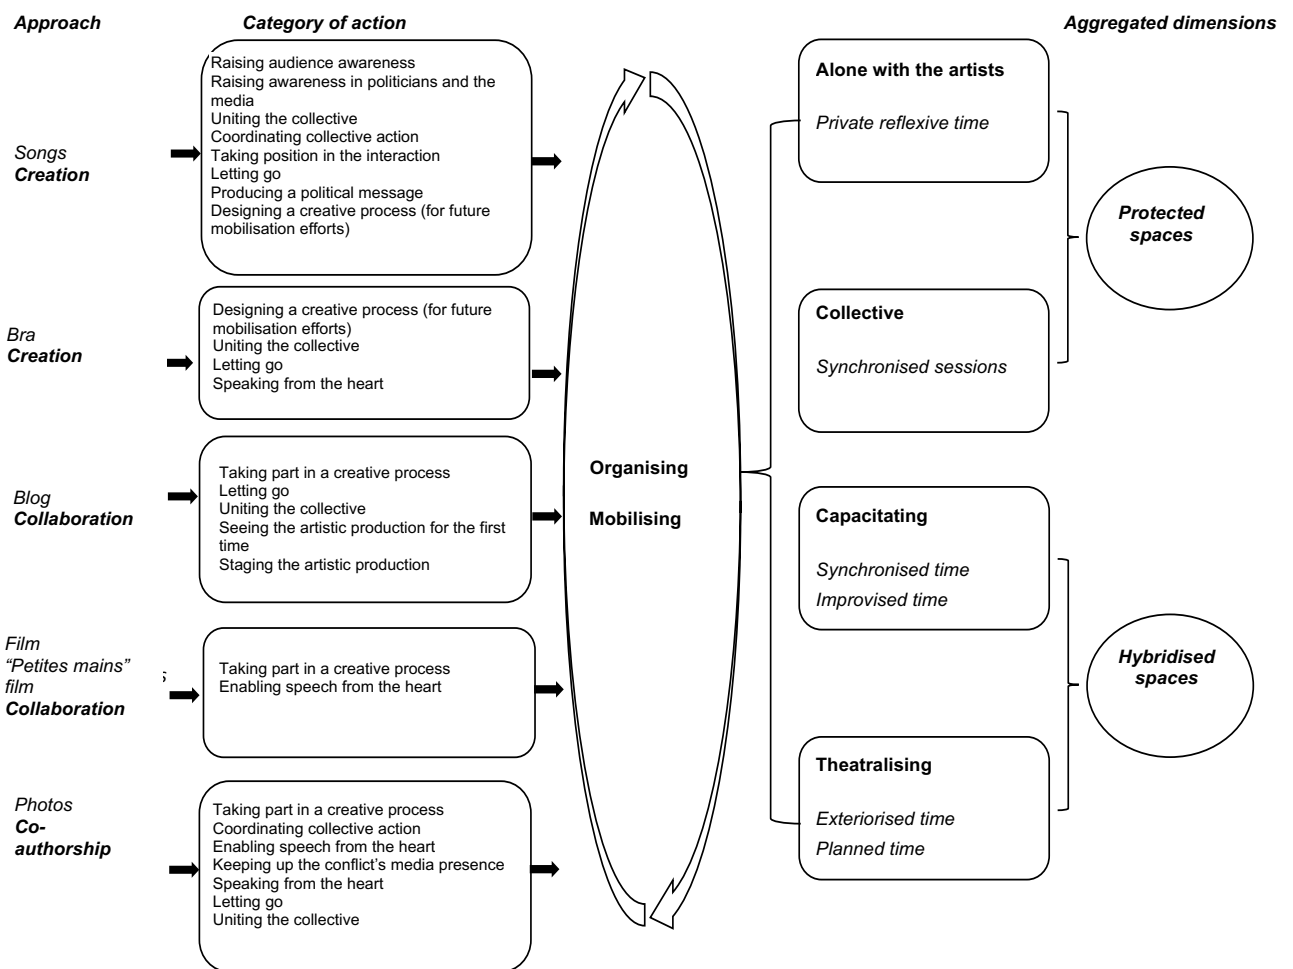 Approach
Category of action
Aggregated dimensions
Songs
Creation
Raising audience awareness
Raising awareness in politicians and the
media
Uniting the collective
Coordinating collective action
Taking position in the interaction
Letting go
Producing a political message
Designing a creative process (for future
mobilisation efforts)
Bra
Creation
Designing a creative process (for future
mobilisation efforts)
Uniting the collective
Letting go
Speaking from the heart
Blog
Collaboration
Taking part in a creative process
Letting go
Uniting the collective
Seeing the artistic production for the first
time
Staging the artistic production
Film
“Petites mains”
film
Collaboration
Taking part in a creative process
Enabling speech from the heart
Photos
Co-
authorship
Taking part in a creative process
Coordinating collective action
Enabling speech from the heart
Keeping up the conflict’s media presence
Speaking from the heart
Letting go
Uniting the collective
Organising
Mobilising
Alone with the artists
Private reflexive time
Collective
Synchronised sessions
Capacitating
Synchronised time
Improvised time
Theatralising
Exteriorised time
Planned time
Protected
spaces
Hybridised
spaces